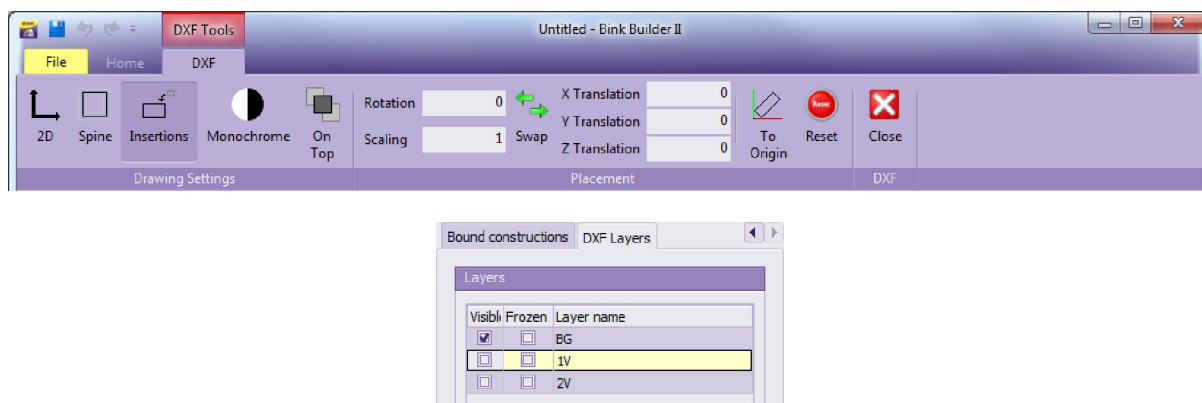 BINK
DXF Tools
Untitled - Bink Builder II
File Home DXF
2D Spine Insertions Monochrome On Top
Rotation 0
Scaling 1
Swap
X Translation 0
Y Translation 0
Z Translation 0
To Origin
Reset
Reset
Close
Drawing Settings Placement DXF
Bound constructions DXF Layers
Layers
Visibl Frozen Layer name
BG
1V
2V